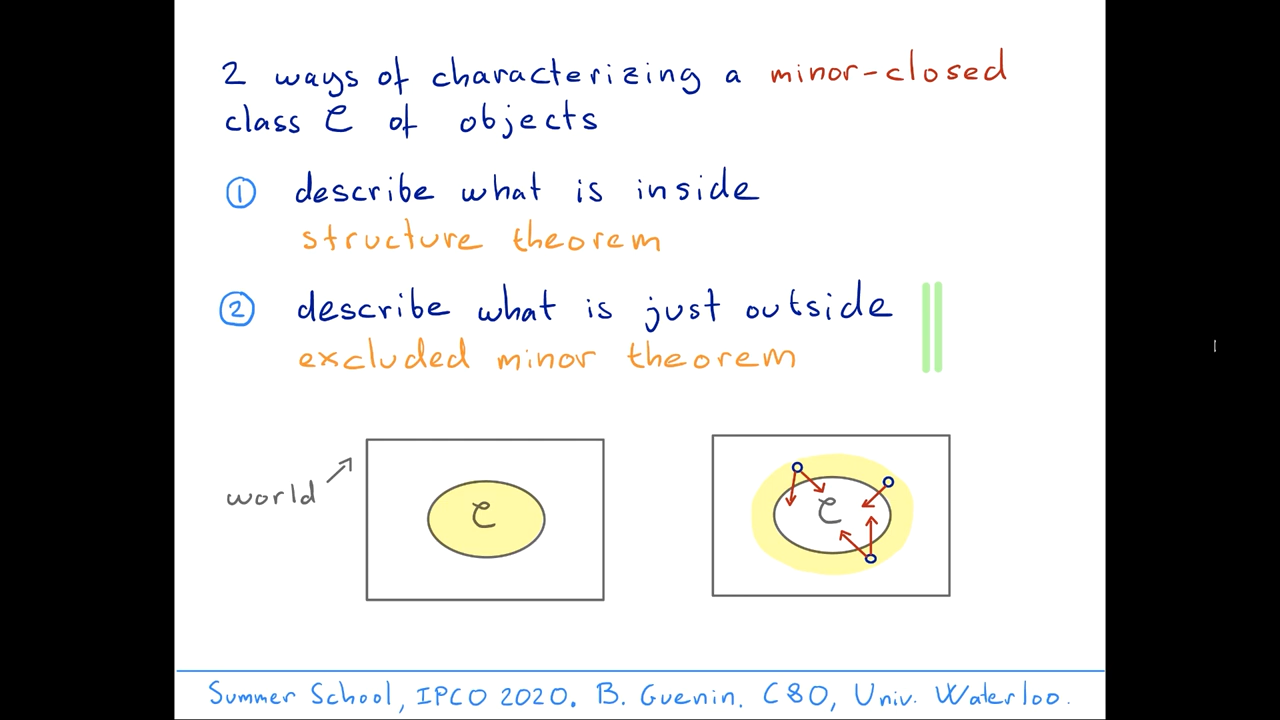 2 ways of characterizing a minor-closed
class C of objects
① describe what is inside
structure theorem
② describe what is just outside
excluded minor theorem
world
C
C
Summer School, IPCO 2020. B. Guenin. C&O, Univ. Waterloo.